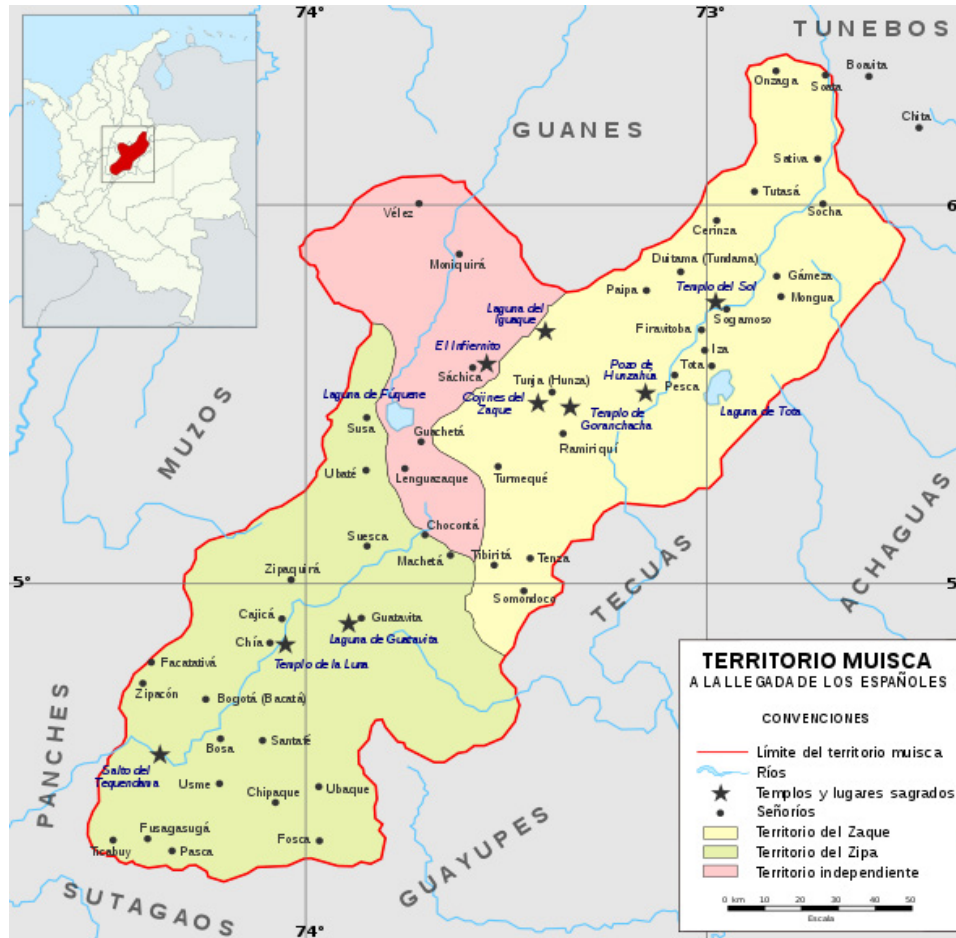 74°
73°
TUNEBOS
Onzaga
Soata
Boavita
Chita
GUANES
Sativa
6
Vélez
Tutasá
Socha
Cerinza
Moniquirá
Duitama (Tundama)
Paipa
Templo del Sol
Gámeza
Mongua
Laguna del
Iguaque
Sogamoso
Firavitoba
El Infiernito
Iza
Sáchica
Tunja (Hunza)
Pozo de
Hunzahúa
Tota
Pesca
Laguna de Fúquene
Cojines del
Zaque
Templo de
Goranchacha
Laguna de Tota
MUZOS
Susa
Guachetá
Ramiriquí
Ubaté
Lenguazaque
Turmequé
ACHAGUAS
Chocontá
Suesca
Machetá
Tibiritá
Tenza
TECUAS
Zipaquirá
5°
5
Somondoco
Cajicá
Guatavita
Chía
Laguna de Guatavita
Templo de la Luna
Facatativá
Zipacón
Bogotá (Bacatá)
PANCHES
Bosa
Santafé
Salto del
Tequendama
Usme
Chipaque
Ubaque
Fusagasugá
Ticabuy
Pasca
Fosca
GUAYUPES
SUTAGAOS
74°
TERRITORIO MUISCA
A LA LLEGADA DE LOS ESPAÑOLES
CONVENCIONES
Límite del territorio muisca
Ríos
Templos y lugares sagrados
Señoríos
Territorio del Zaque
Territorio del Zipa
Territorio independiente
0 km 10 20 30 40 50
Escala